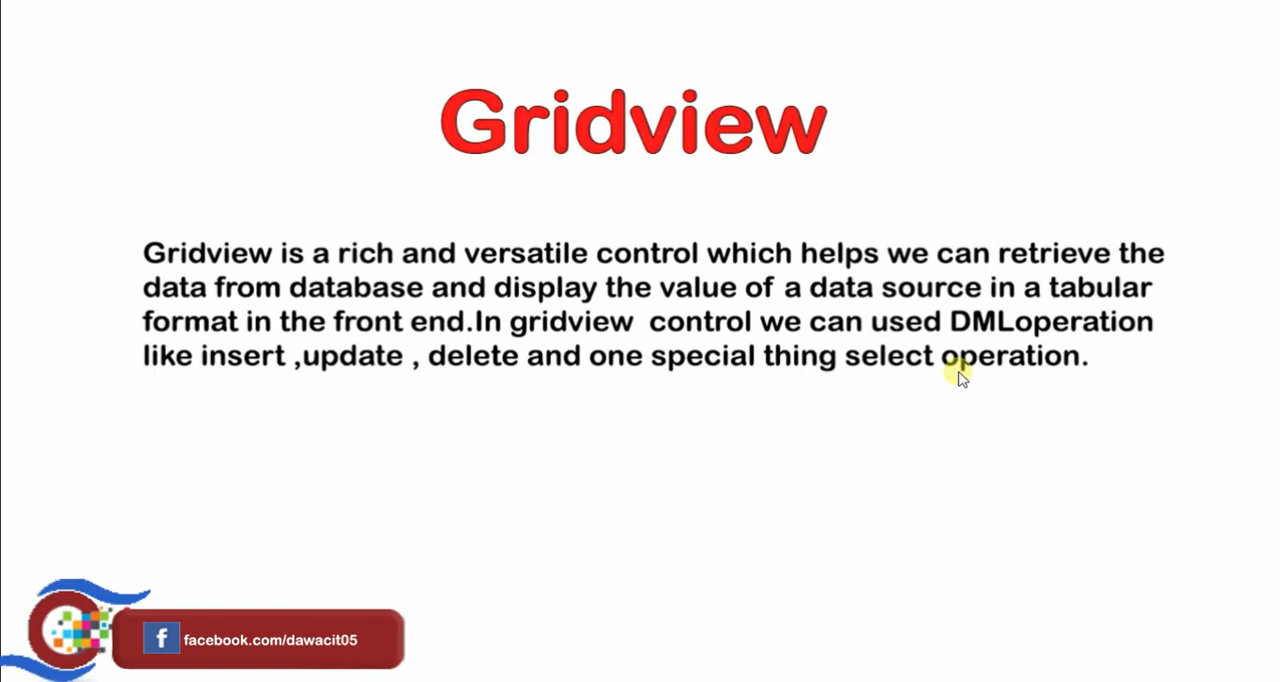 Gridview
Gridview is a rich and versatile control which helps we can retrieve the
data from database and display the value of a data source in a tabular
format in the front end.In gridview  control we can used DMLoperation
like insert ,update , delete and one special thing select operation.
f facebook.com/dawacit05